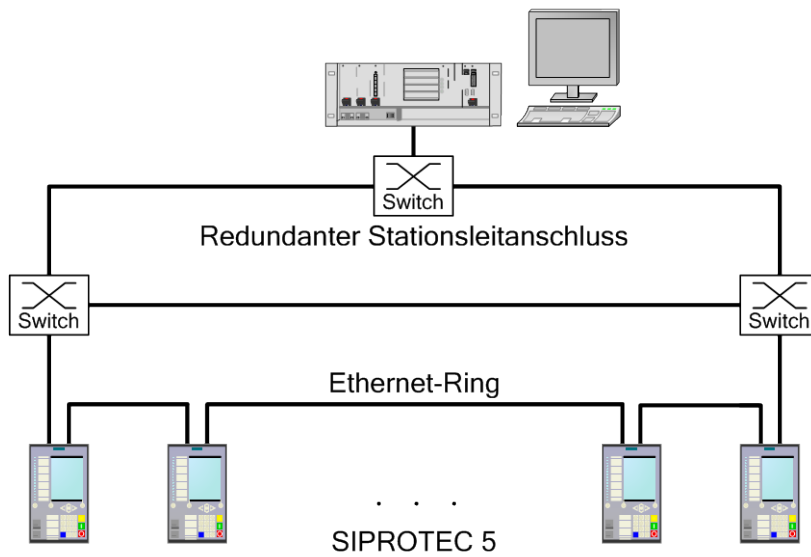 Switch
Redundanter Stationsleitanschluss
Switch
Switch
Ethernet-Ring
. . .
SIPROTEC 5